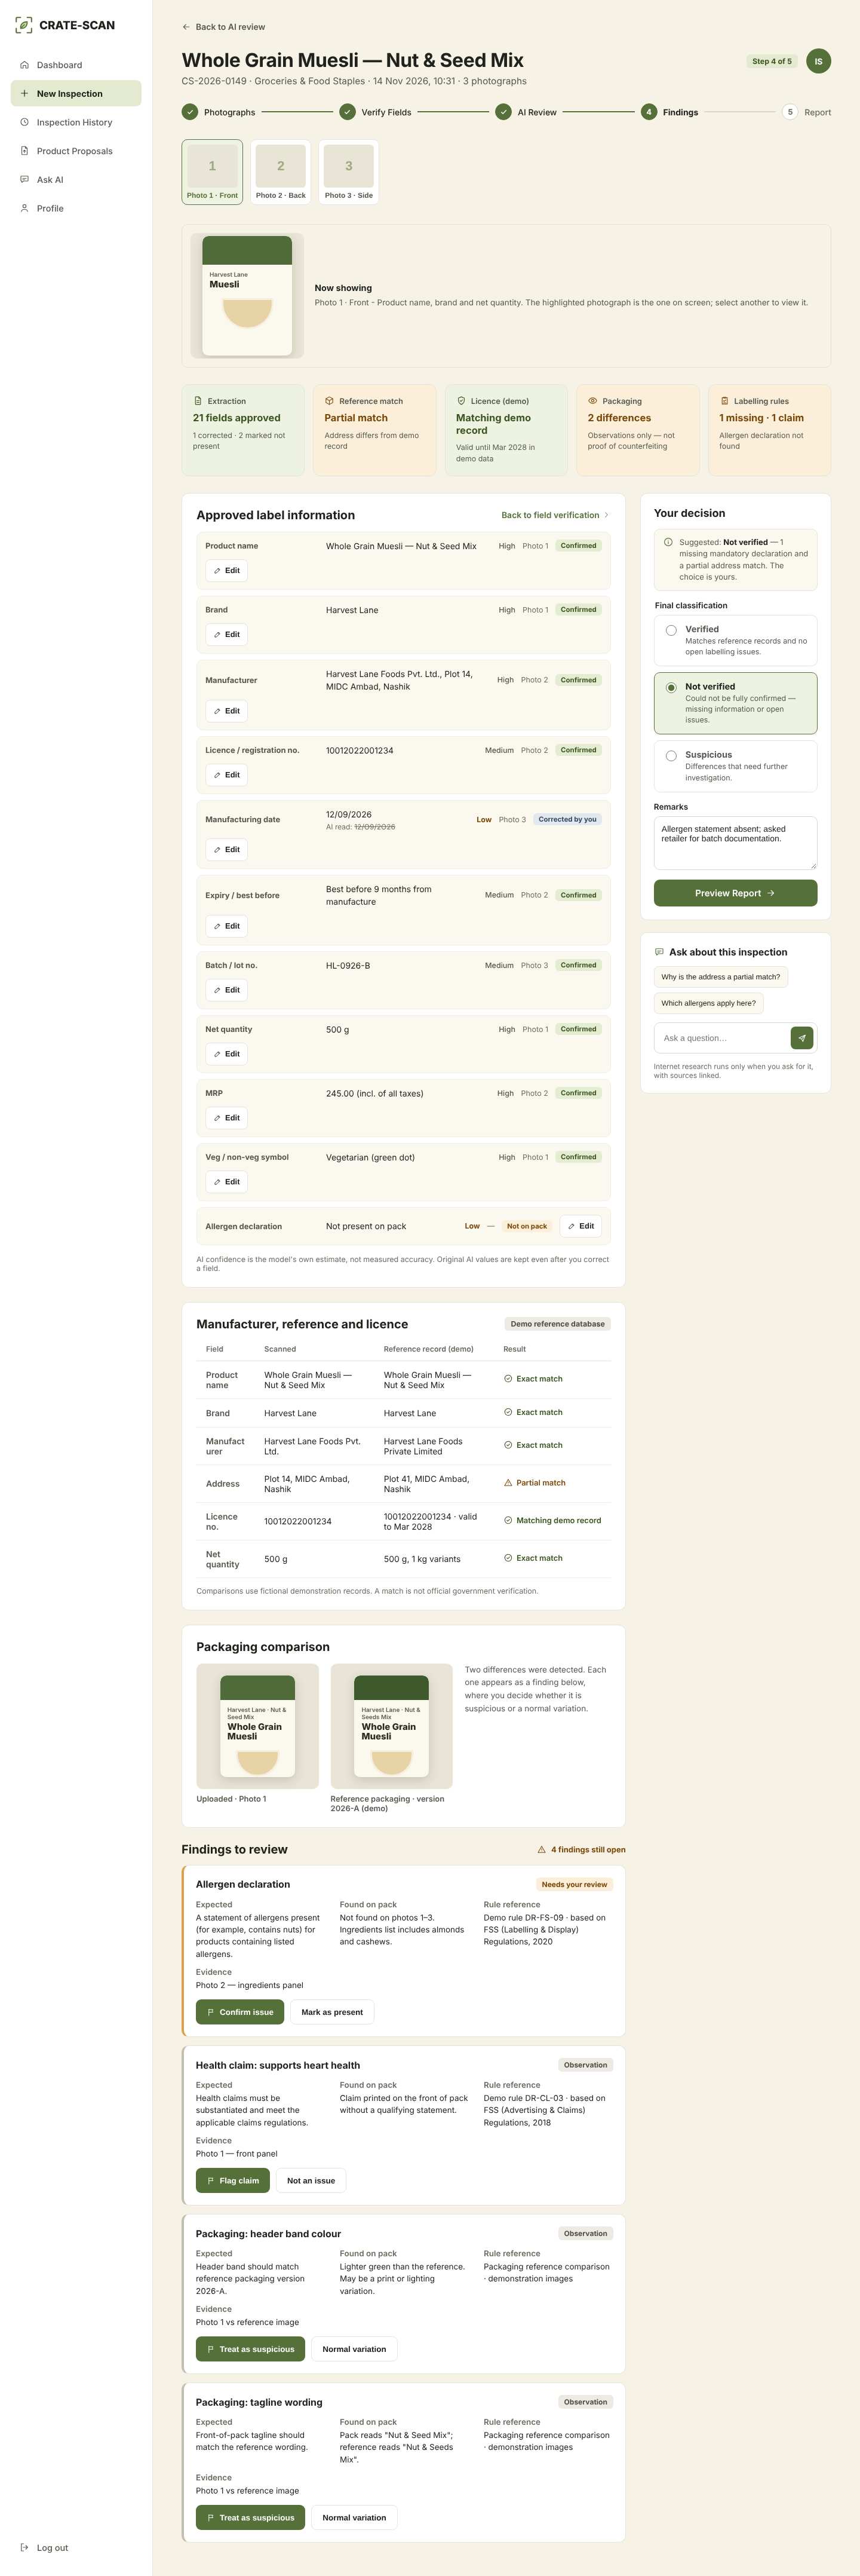 CRATE-SCAN
Dashboard
New Inspection
Inspection History
Product Proposals
Ask AI
Profile
Log out
Back to AI review
Whole Grain Muesli — Nut & Seed Mix
CS-2026-0149 · Groceries & Food Staples · 14 Nov 2026, 10:31 · 3 photographs
Step 4 of 5
IS
Photographs
Verify Fields
AI Review
4 Findings
5 Report
1
Photo 1 · Front
2
Photo 2 · Back
3
Photo 3 · Side
Harvest Lane
Muesli
Now showing
Photo 1 · Front - Product name, brand and net quantity. The highlighted photograph is the one on screen; select another to view it.
Extraction
21 fields approved
1 corrected · 2 marked not
present
Reference match
Partial match
Address differs from demo
record
Licence (demo)
Matching demo
record
Valid until Mar 2028 in
demo data
Packaging
2 differences
Observations only — not
proof of counterfeiting
Labelling rules
1 missing · 1 claim
Allergen declaration not
found
Approved label information
Back to field verification
Product name
Whole Grain Muesli — Nut & Seed Mix
High Photo 1 Confirmed
Edit
Brand
Harvest Lane
High Photo 1 Confirmed
Edit
Manufacturer
Harvest Lane Foods Pvt. Ltd., Plot 14,
MIDC Ambad, Nashik
High Photo 2 Confirmed
Edit
Licence / registration no.
10012022001234
Medium Photo 2 Confirmed
Edit
Manufacturing date
12/09/2026
AI read: 12/09/2026
Low Photo 3 Corrected by you
Edit
Expiry / best before
Best before 9 months from
manufacture
Medium Photo 2 Confirmed
Edit
Batch / lot no.
HL-0926-B
Medium Photo 3 Confirmed
Edit
Net quantity
500 g
High Photo 1 Confirmed
Edit
MRP
245.00 (incl. of all taxes)
High Photo 2 Confirmed
Edit
Veg / non-veg symbol
Vegetarian (green dot)
High Photo 1 Confirmed
Edit
Allergen declaration
Not present on pack
Low — Not on pack Edit
AI confidence is the model's own estimate, not measured accuracy. Original AI values are kept even after you correct
a field.
Your decision
Suggested: Not verified — 1
missing mandatory declaration and
a partial address match. The
choice is yours.
Final classification
Verified
Matches reference records and no
open labelling issues.
Not verified
Could not be fully confirmed —
missing information or open
issues.
Suspicious
Differences that need further
investigation.
Remarks
Allergen statement absent; asked
retailer for batch documentation.
Preview Report
Ask about this inspection
Why is the address a partial match?
Which allergens apply here?
Ask a question…
Internet research runs only when you ask for it,
with sources linked.
Manufacturer, reference and licence
Demo reference database
Field Scanned Reference record (demo) Result
Product
name
Whole Grain Muesli —
Nut & Seed Mix
Whole Grain Muesli —
Nut & Seed Mix
Exact match
Brand
Harvest Lane
Harvest Lane
Exact match
Manufact
urer
Harvest Lane Foods Pvt.
Ltd.
Harvest Lane Foods
Private Limited
Exact match
Address
Plot 14, MIDC Ambad,
Nashik
Plot 41, MIDC Ambad,
Nashik
Partial match
Licence
no.
10012022001234
10012022001234 · valid
to Mar 2028
Matching demo record
Net
quantity
500 g
500 g, 1 kg variants
Exact match
Comparisons use fictional demonstration records. A match is not official government verification.
Packaging comparison
Harvest Lane · Nut &
Seed Mix
Whole Grain
Muesli
Uploaded · Photo 1
Harvest Lane · Nut &
Seeds Mix
Whole Grain
Muesli
Reference packaging · version
2026-A (demo)
Two differences were detected. Each
one appears as a finding below,
where you decide whether it is
suspicious or a normal variation.
Findings to review
4 findings still open
Allergen declaration
Needs your review
Expected
A statement of allergens present
(for example, contains nuts) for
products containing listed
allergens.
Found on pack
Not found on photos 1–3.
Ingredients list includes almonds
and cashews.
Rule reference
Demo rule DR-FS-09 · based on
FSS (Labelling & Display)
Regulations, 2020
Evidence
Photo 2 — ingredients panel
Confirm issue
Mark as present
Health claim: supports heart health
Observation
Expected
Health claims must be
substantiated and meet the
applicable claims regulations.
Found on pack
Claim printed on the front of pack
without a qualifying statement.
Rule reference
Demo rule DR-CL-03 · based on
FSS (Advertising & Claims)
Regulations, 2018
Evidence
Photo 1 — front panel
Flag claim
Not an issue
Packaging: header band colour
Observation
Expected
Header band should match
reference packaging version
2026-A.
Found on pack
Lighter green than the reference.
May be a print or lighting
variation.
Rule reference
Packaging reference comparison
· demonstration images
Evidence
Photo 1 vs reference image
Treat as suspicious
Normal variation
Packaging: tagline wording
Observation
Expected
Front-of-pack tagline should
match the reference wording.
Found on pack
Pack reads "Nut & Seed Mix";
reference reads "Nut & Seeds
Mix".
Rule reference
Packaging reference comparison
· demonstration images
Evidence
Photo 1 vs reference image
Treat as suspicious
Normal variation